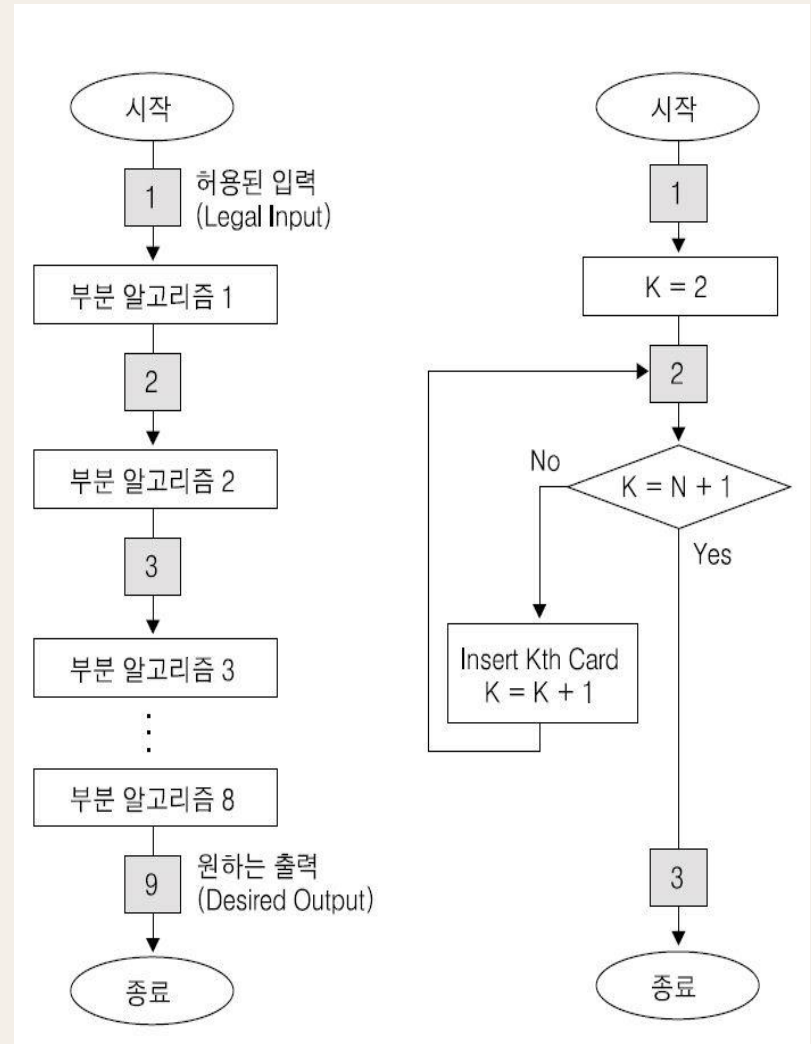 시작
1
허용된 입력
(Legal Input)
부분 알고리즘 1
2
부분 알고리즘 2
3
부분 알고리즘 3
⋮
부분 알고리즘 8
9
원하는 출력
(Desired Output)
종료
시작
1
K = 2
2
No
K = N + 1
Yes
Insert Kth Card
K = K + 1
3
종료